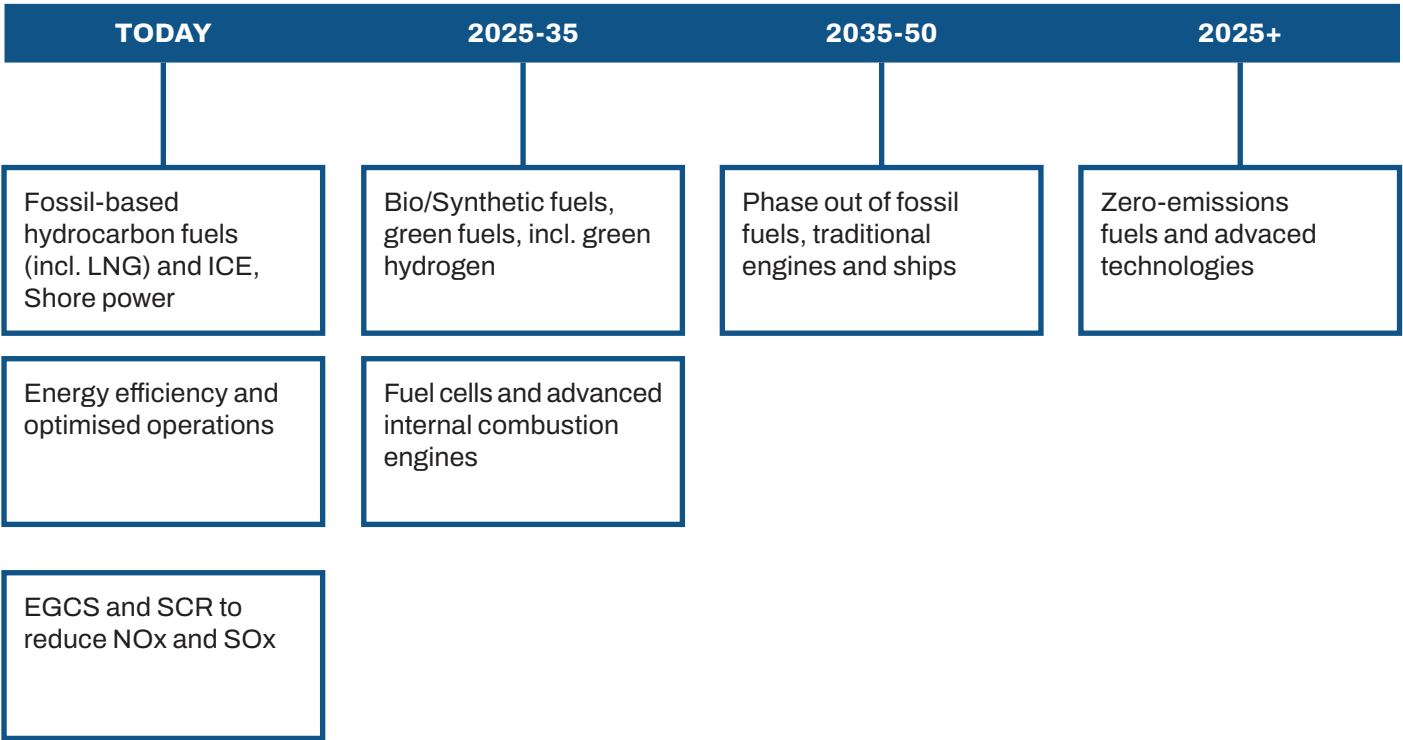 TODAY
2025-35
2035-50
2025+
Fossil-based
hydrocarbon fuels
(incl. LNG) and ICE,
Shore power
Energy efficiency and
optimised operations
EGCS and SCR to
reduce NOx and SOx
Bio/Synthetic fuels,
green fuels, incl. green
hydrogen
Fuel cells and advanced
internal combustion
engines
Phase out of fossil
fuels, traditional
engines and ships
Zero-emissions
fuels and advaced
technologies